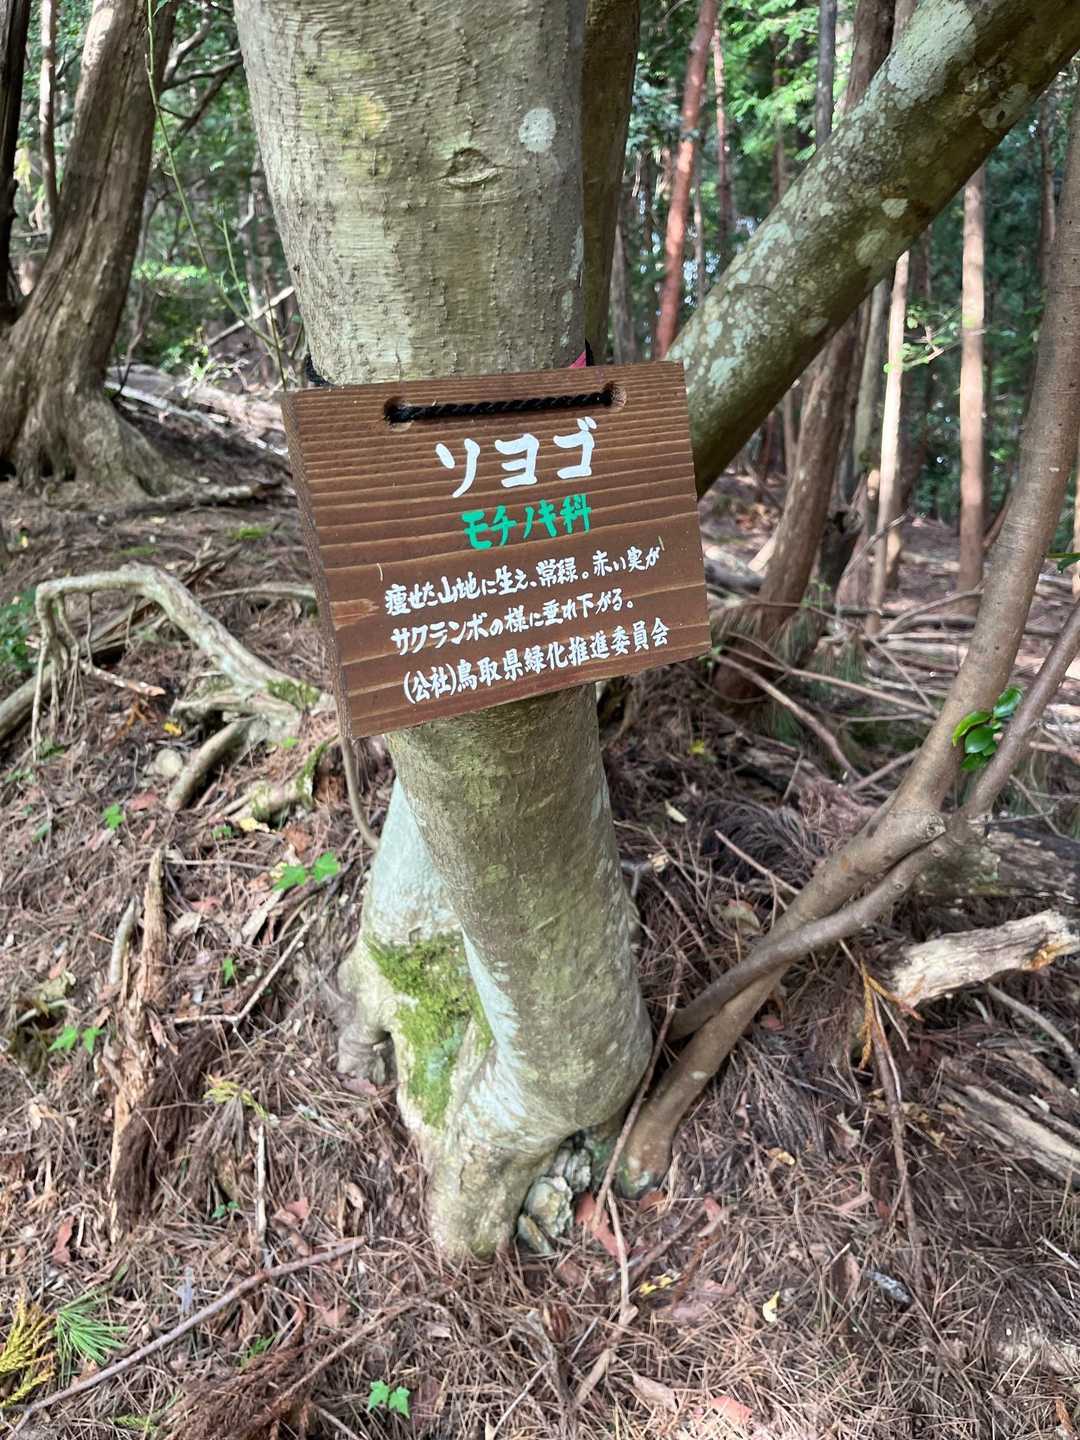 ソヨゴ
モチノキ科
痩せた山地に生え、常緑。赤い実が
サクランボの様に垂れ下がる。
(公社)鳥取県緑化推進委員会